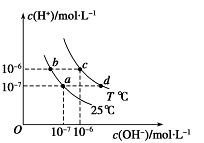 c(H⁺)/mol·L⁻¹
10⁻⁶ b c
10⁻⁷ a d
T ℃
25℃
O 10⁻⁷ 10⁻⁶ c(OH⁻)/mol·L⁻¹